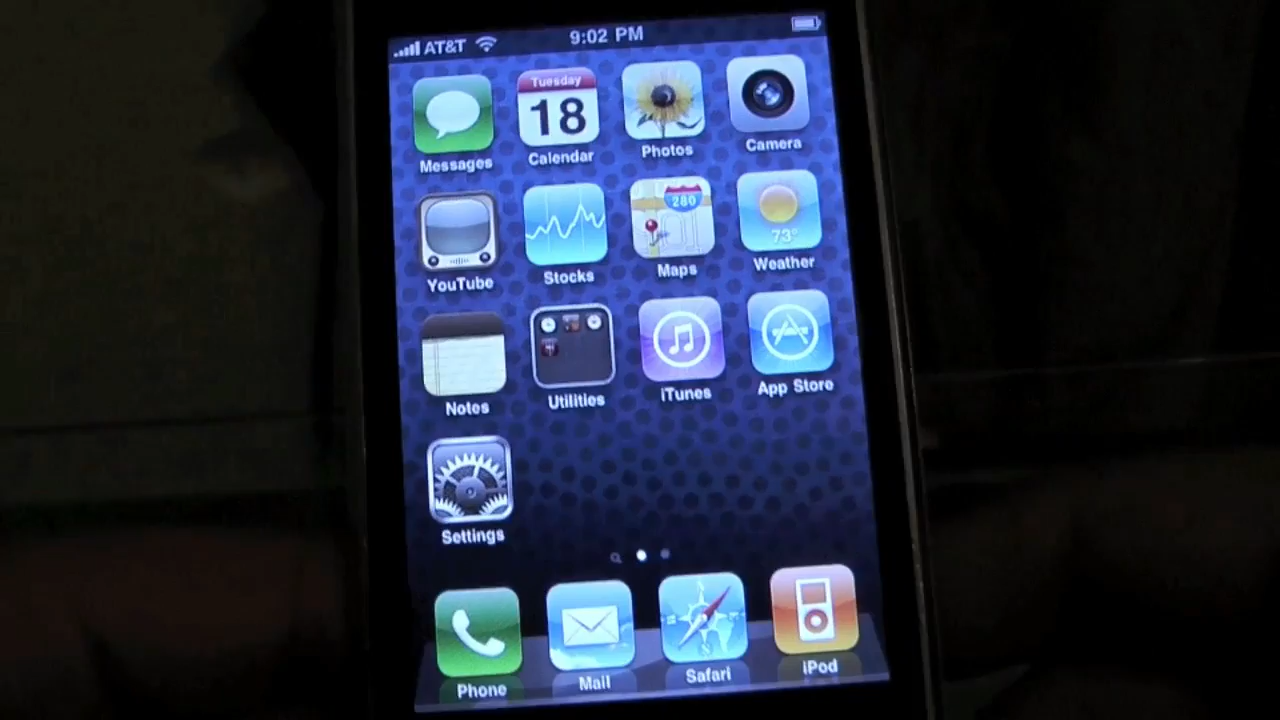 AT&T 9:02 PM
Tuesday
18
Messages Calendar Photos Camera
280
73°
YouTube Stocks Maps Weather
Notes Utilities iTunes App Store
Settings
Phone Mail Safari iPod